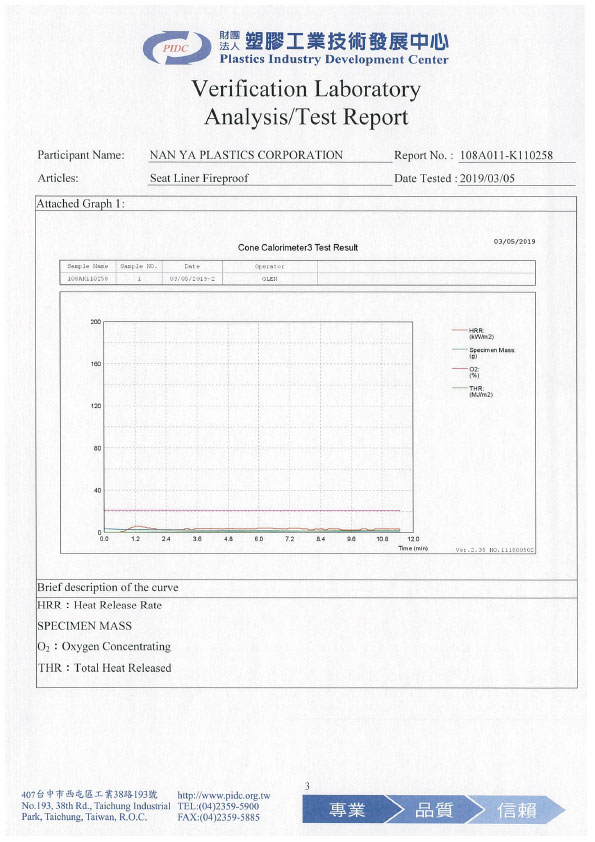 PIDC
財團法人 塑膠工業技術發展中心
Plastics Industry Development Center
Verification Laboratory
Analysis/Test Report
Participant Name: NAN YA PLASTICS CORPORATION Report No. : 108A011-K110258
Articles: Seat Liner Fireproof Date Tested : 2019/03/05
Attached Graph 1:
03/05/2019
Cone Calorimeter3 Test Result
Sample Name Sample NO. Date Operator
108AK110258 1 03/05/2019-2 GLEN
200
160
120
80
40
0
0.0 1.2 2.4 3.6 4.8 6.0 7.2 8.4 9.6 10.8 12.0
Time (min)
HRR:
(kW/m2)
Specimen Mass:
(g)
O2:
(%)
THR:
(MJ/m2)
Brief description of the curve
HRR：Heat Release Rate
SPECIMEN MASS
O₂：Oxygen Concentrating
THR：Total Heat Released
3
407台中市西屯區工業38路193號 http://www.pidc.org.tw
No.193, 38th Rd., Taichung Industrial TEL:(04)2359-5900
Park, Taichung, Taiwan, R.O.C. FAX:(04)2359-5885
專業 品質 信賴